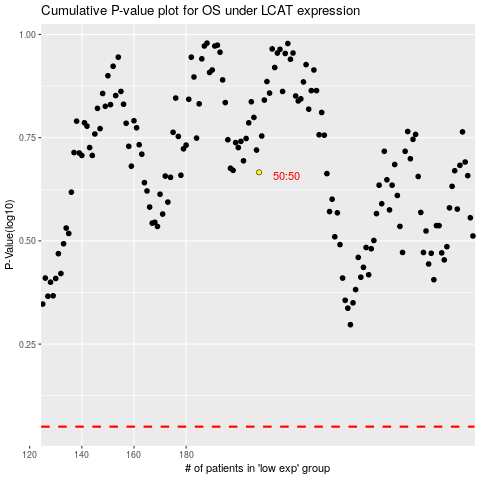 Cumulative P-value plot for OS under LCAT expression
1.00
0.75
0.50
0.25
P-Value(log10)
50:50
120 140 160 180
# of patients in 'low exp' group